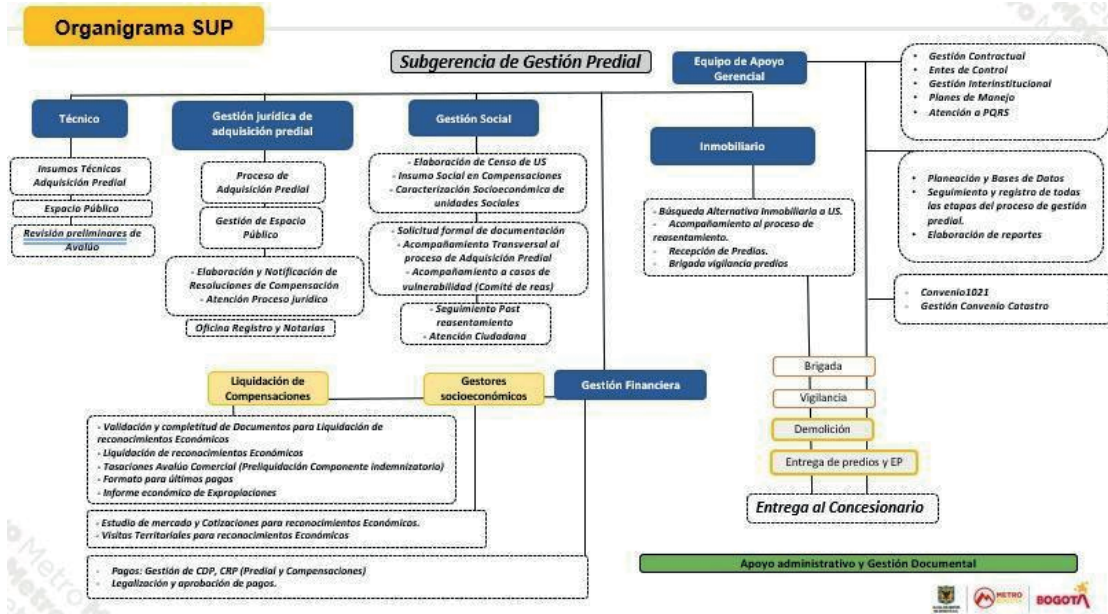 Organigrama SUP
Subgerencia de Gestión Predial
Equipo de Apoyo
Gerencial
- Gestión Contractual
- Entes de Control
- Gestión Interinstitucional
- Planes de Manejo
- Atención a PQRS
Técnico
Gestión jurídica de
adquisición predial
Gestión Social
Inmobiliario
Insumos Técnicos
Adquisición Predial
Espacio Público
Revisión preliminares de
Avalúo
Proceso de
Adquisición Predial
Gestión de Espacio
Público
- Elaboración y Notificación de
Resoluciones de Compensación
- Atención Proceso jurídico
Oficina Registro y Notarias
- Elaboración de Censo de US
- Insumo Social en Compensaciones
- Caracterización Socioeconómica de
unidades Sociales
- Solicitud formal de documentación
- Acompañamiento Transversal al
proceso de Adquisición Predial
- Acompañamiento a casos de
vulnerabilidad (Comité de reas)
- Seguimiento Post
reasentamiento
- Atención Ciudadana
- Búsqueda Alternativa Inmobiliaria a US.
- Acompañamiento al proceso de
reasentamiento.
- Recepción de Predios.
- Brigada vigilancia predios
- Planeación y Bases de Datos
- Seguimiento y registro de todas
las etapas del proceso de gestión
predial.
- Elaboración de reportes
- Convenio1021
- Gestión Convenio Catastro
Brigada
Vigilancia
Demolición
Entrega de predios y EP
Entrega al Concesionario
Liquidación de
Compensaciones
Gestores
socioeconómicos
Gestión Financiera
- Validación y completitud de Documentos para Liquidación de
reconocimientos Económicos
- Liquidación de reconocimientos Económicos
- Tasaciones Avalúo Comercial (Preliquidación Componente indemnizatorio)
- Formato para últimos pagos
- Informe económico de Expropiaciones
- Estudio de mercado y Cotizaciones para reconocimientos Económicos.
- Visitas Territoriales para reconocimientos Económicos
- Pagos: Gestión de CDP, CRP (Predial y Compensaciones)
- Legalización y aprobación de pagos.
Apoyo administrativo y Gestión Documental
METRO
BOGOTÁ